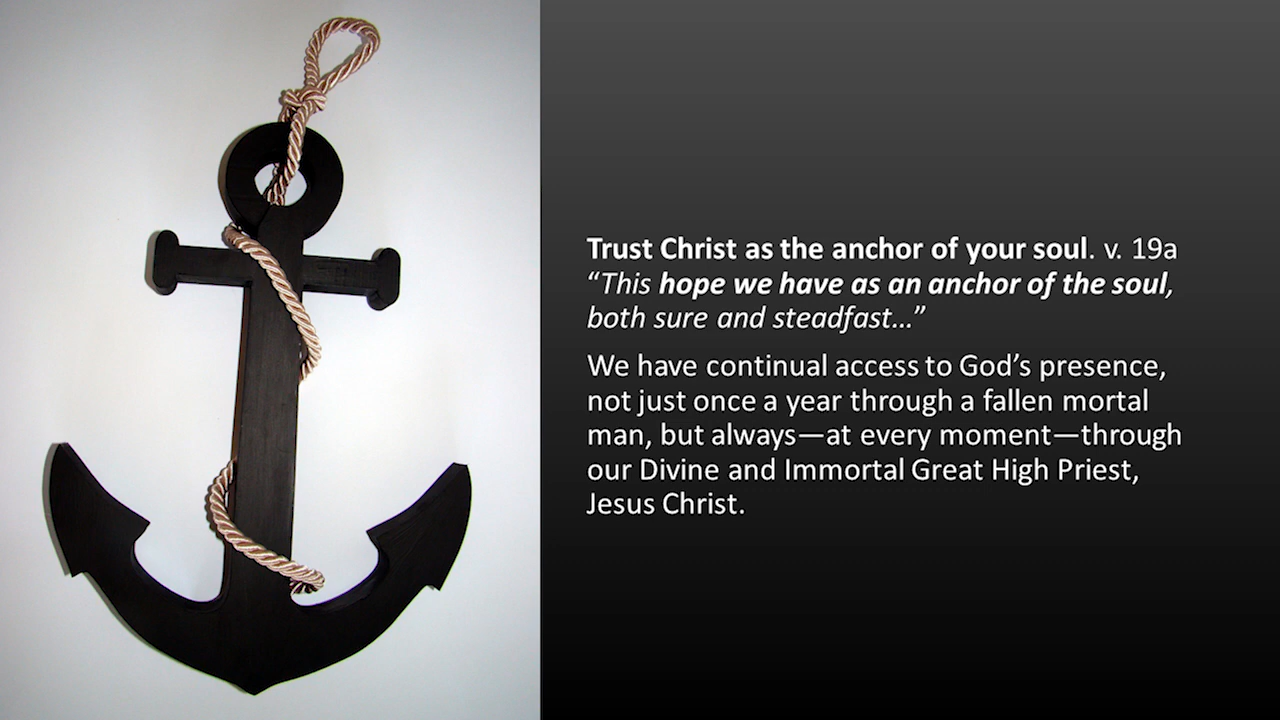 Trust Christ as the anchor of your soul. v. 19a
“This hope we have as an anchor of the soul,
both sure and steadfast…”
We have continual access to God’s presence,
not just once a year through a fallen mortal
man, but always—at every moment—through
our Divine and Immortal Great High Priest,
Jesus Christ.